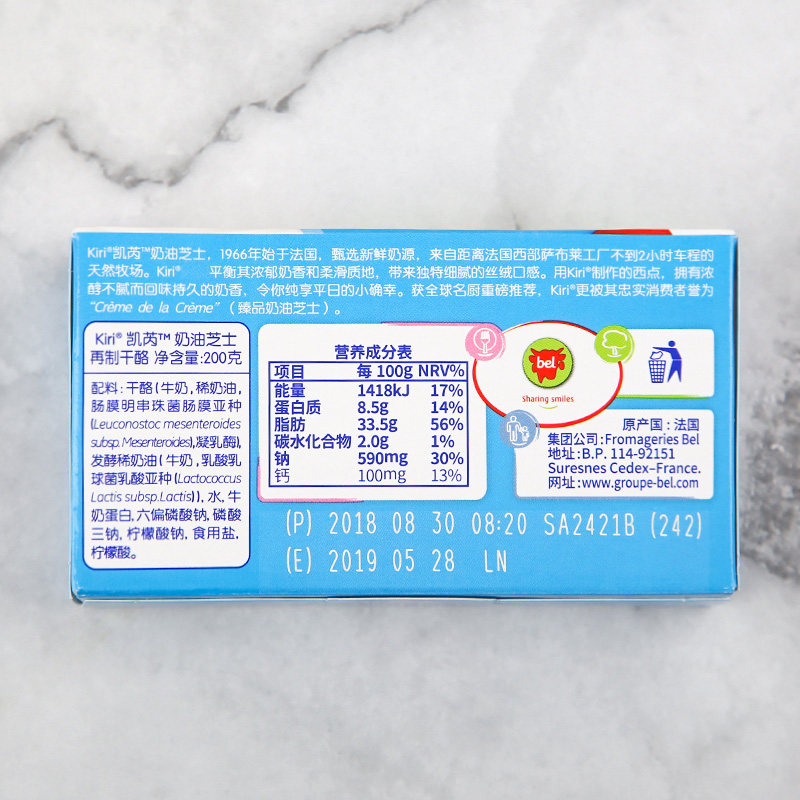 Kiri®凯芮™奶油芝士，1966年始于法国，甄选新鲜奶源，来自距离法国西部萨布莱工厂不到2小时车程的
天然牧场。Kiri® 平衡其浓郁奶香和柔滑质地，带来独特细腻的丝绒口感。用Kiri®制作的西点，拥有浓
醇不腻而回味持久的奶香，令你纯享平日的小确幸。获全球名厨重磅推荐，Kiri®更被其忠实消费者誉为
“Crème de la Crème”（臻品奶油芝士）。
Kiri® 凯芮™ 奶油芝士
再制干酪 净含量:200克
配料:干酪(牛奶,稀奶油,
肠膜明串珠菌肠膜亚种
(Leuconostoc mesenteroides
subsp. Mesenteroides),凝乳酶),
发酵稀奶油(牛奶,乳酸乳
球菌乳酸亚种(Lactococcus
Lactis subsp.Lactis)),水,牛
奶蛋白,六偏磷酸钠,磷酸
三钠,柠檬酸钠,食用盐,
柠檬酸。
营养成分表
项目 每 100g NRV%
能量 1418kJ 17%
蛋白质 8.5g 14%
脂肪 33.5g 56%
碳水化合物 2.0g 1%
钠 590mg 30%
钙 100mg 13%
bel
Sharing smiles
原产国:法国
集团公司:Fromageries Bel
地址:B.P. 114-92151
Suresnes Cedex-France.
网址:www.groupe-bel.com
(P) 2018 08 30 08:20 SA2421B (242)
(E) 2019 05 28 LN